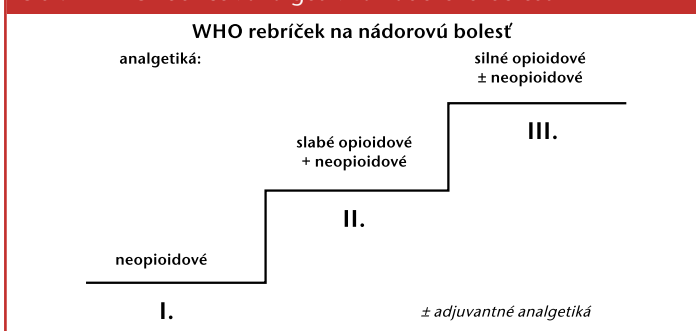 WHO rebríček na nádorovú bolesť
analgetiká:
silné opioidové
± neopioidové
III.
slabé opioidové
+ neopioidové
II.
neopioidové
I.
± adjuvantné analgetiká